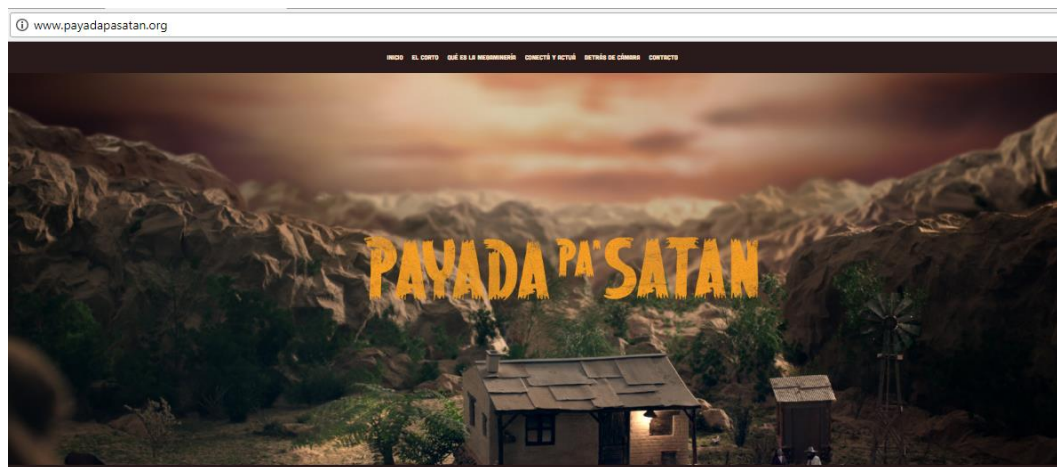 www.payadapasatan.org
INICIO EL CORTO QUÉ ES LA MEGAMINERÍA CONECTÁ Y ACTUÁ DETRÁS DE CÁMARA CONTACTO
PAYADA PA' SATAN